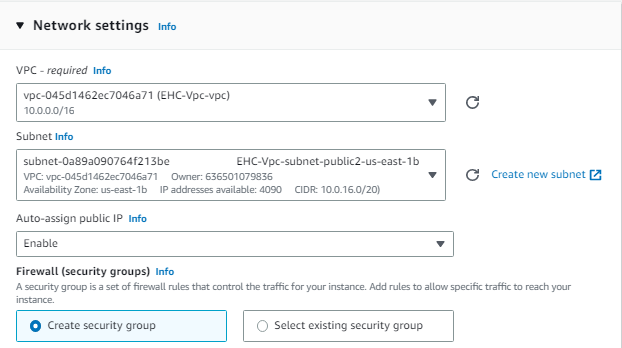 Network settings Info
VPC - required Info
vpc-045d1462ec7046a71 (EHC-Vpc-vpc)
10.0.0.0/16
Subnet Info
subnet-0a89a090764f213be EHC-Vpc-subnet-public2-us-east-1b
VPC: vpc-045d1462ec7046a71 Owner: 636501079836
Availability Zone: us-east-1b IP addresses available: 4090 CIDR: 10.0.16.0/20)
Create new subnet
Auto-assign public IP Info
Enable
Firewall (security groups) Info
A security group is a set of firewall rules that control the traffic for your instance. Add rules to allow specific traffic to reach your
instance.
Create security group
Select existing security group